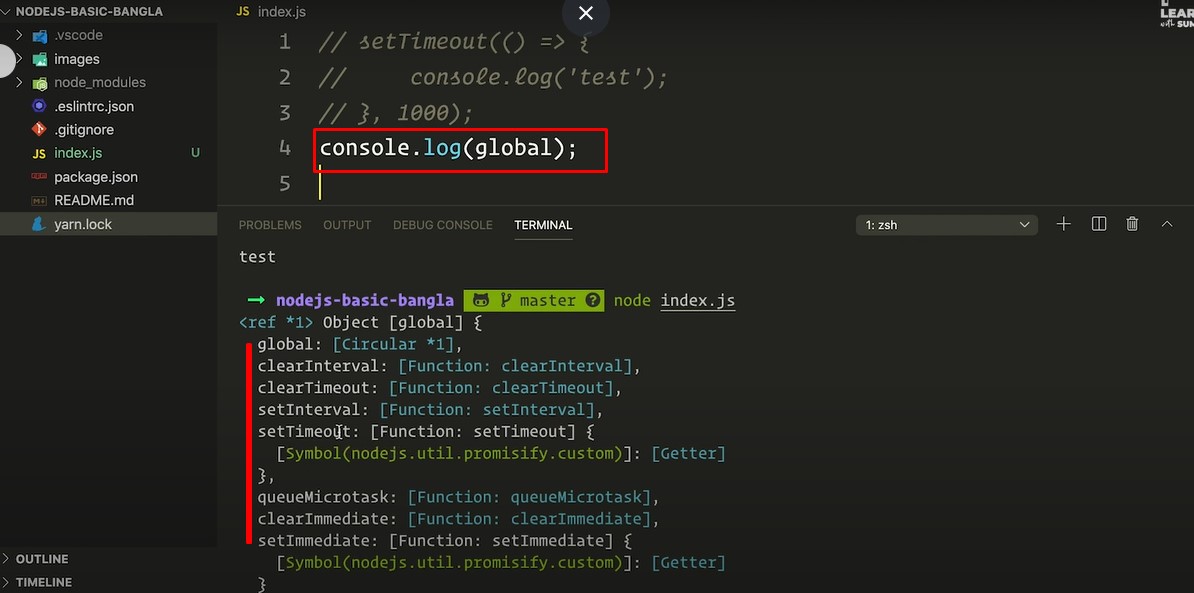 NODEJS-BASIC-BANGLA
.vscode
images
node_modules
.eslintrc.json
.gitignore
JS index.js U
package.json
README.md
yarn.lock
OUTLINE
TIMELINE
JS index.js
LEAR
with SUM
1 // setTimeout(() => {
2 //     console.log('test');
3 // }, 1000);
4 console.log(global);
5
PROBLEMS OUTPUT DEBUG CONSOLE TERMINAL 1: zsh
test
→ nodejs-basic-bangla master ? node index.js
<ref *1> Object [global] {
  global: [Circular *1],
  clearInterval: [Function: clearInterval],
  clearTimeout: [Function: clearTimeout],
  setInterval: [Function: setInterval],
  setTimeout: [Function: setTimeout] {
    [Symbol(nodejs.util.promisify.custom)]: [Getter]
  },
  queueMicrotask: [Function: queueMicrotask],
  clearImmediate: [Function: clearImmediate],
  setImmediate: [Function: setImmediate] {
    [Symbol(nodejs.util.promisify.custom)]: [Getter]
  }